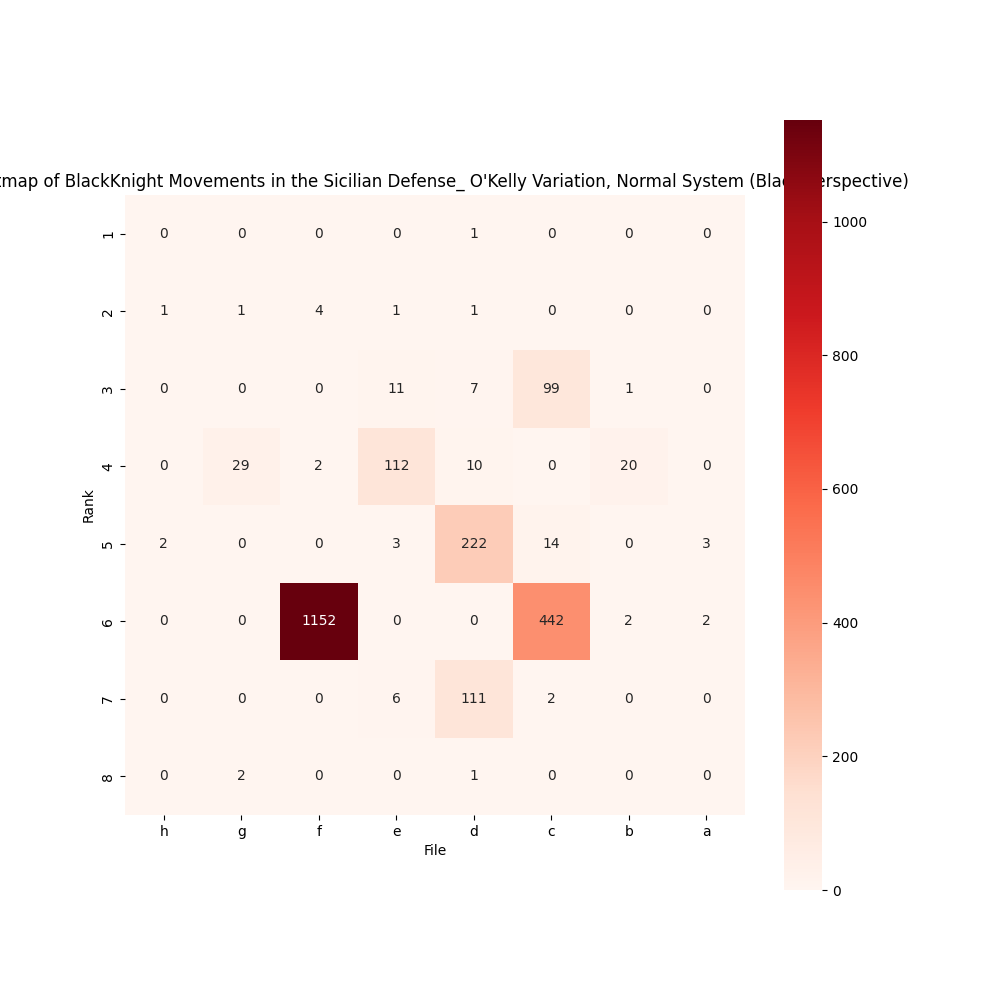 tmap of BlackKnight Movements in the Sicilian Defense_ O'Kelly Variation, Normal System (Bla erspective)
1 0 0 0 0 1 0 0 0
2 1 1 4 1 1 0 0 0
3 0 0 0 11 7 99 1 0
4 0 29 2 112 10 0 20 0
Rank
5 2 0 0 3 222 14 0 3
6 0 0 1152 0 0 442 2 2
7 0 0 0 6 111 2 0 0
8 0 2 0 0 1 0 0 0
h g f e d c b a
File
1000
800
600
400
200
0